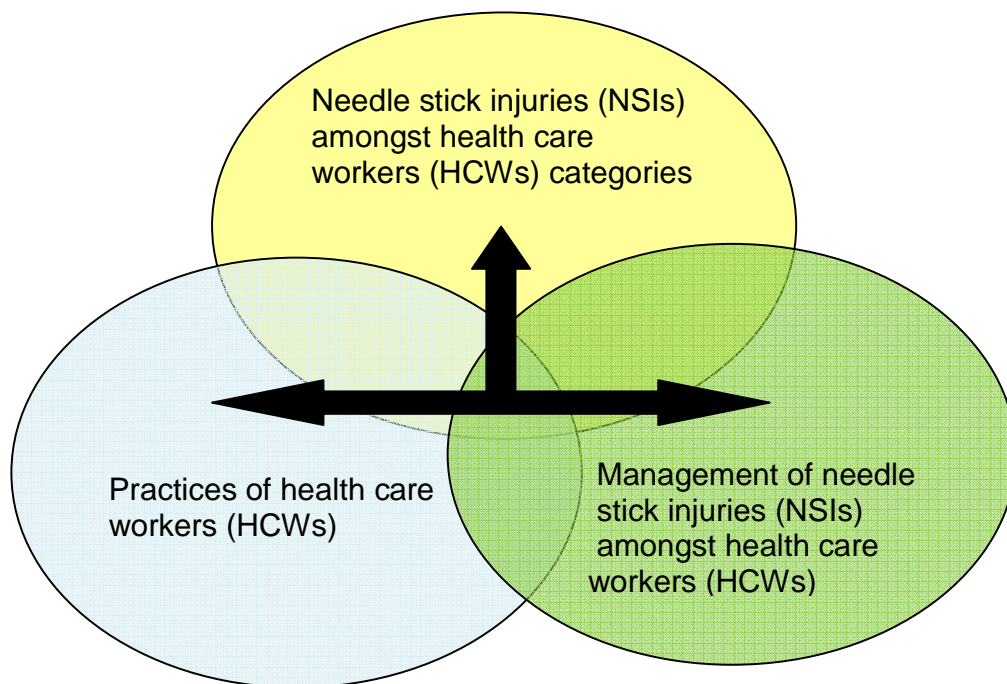 Needle stick injuries (NSIs)
amongst health care
workers (HCWs) categories
Practices of health care
workers (HCWs)
Management of needle
stick injuries (NSIs)
amongst health care
workers (HCWs)